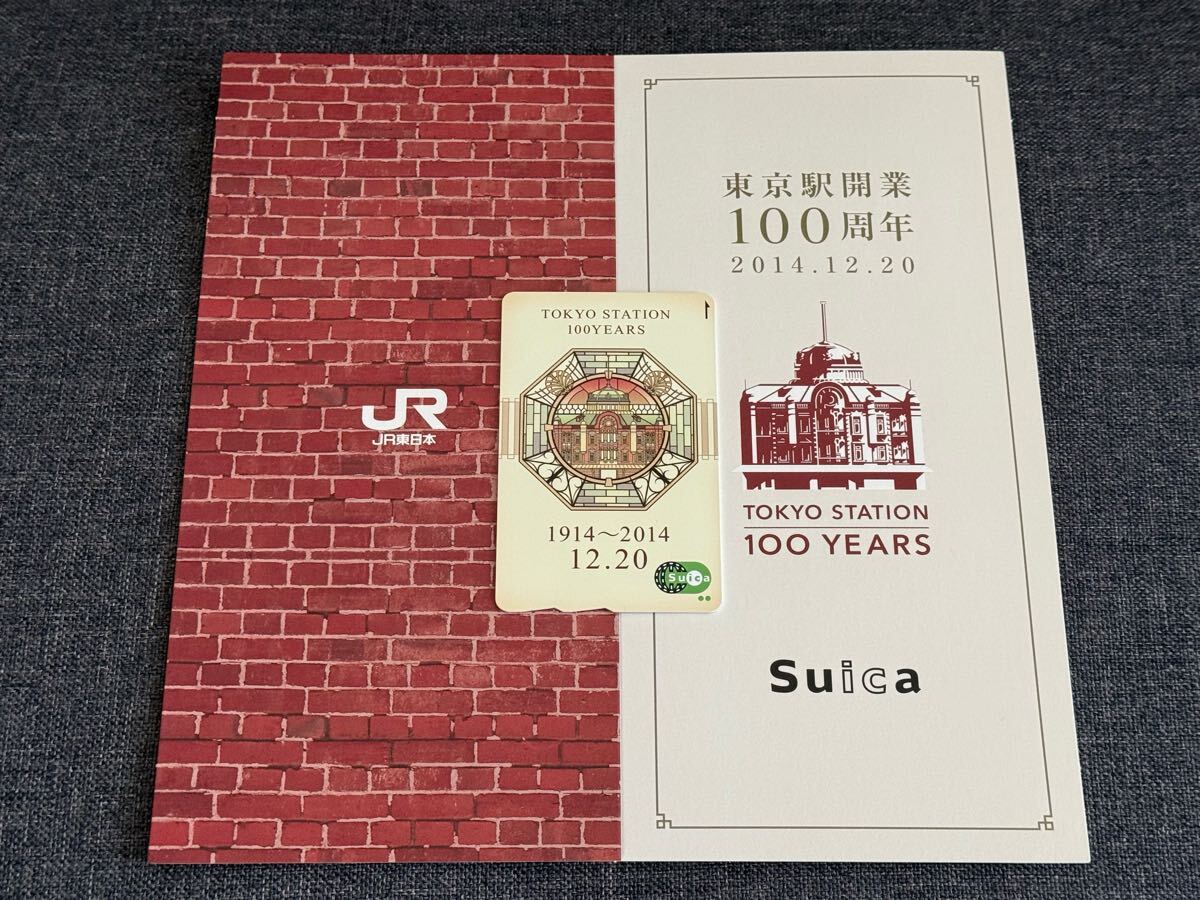 JR
JR東日本
TOKYO STATION
100YEARS
1914～2014
12.20
Suica
東京駅開業
100周年
2014.12.20
TOKYO STATION
100 YEARS
Suica